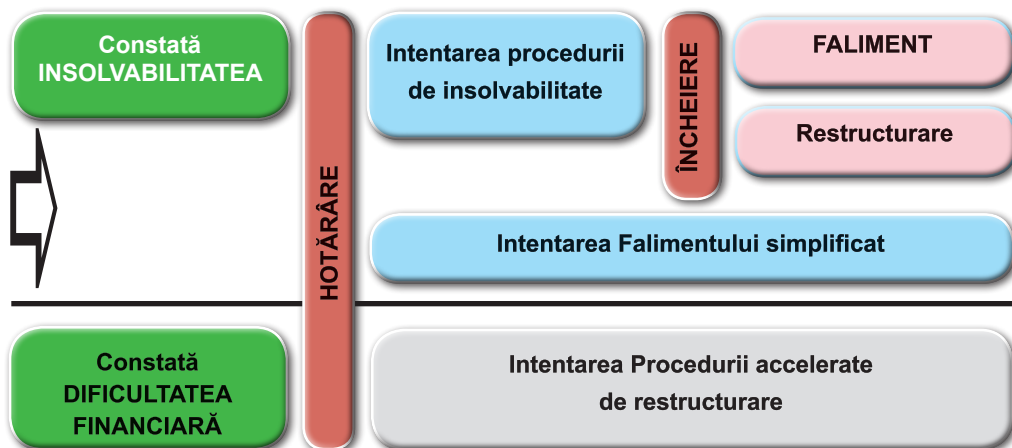 Constată
INSOLVABILITATEA
HOTĂRÂRE
Intentarea procedurii
de insolvabilitate
ÎNCHEIERE
FALIMENT
Restructurare
Intentarea Falimentului simplificat
Constată
DIFICULTATEA
FINANCIARĂ
Intentarea Procedurii accelerate
de restructurare